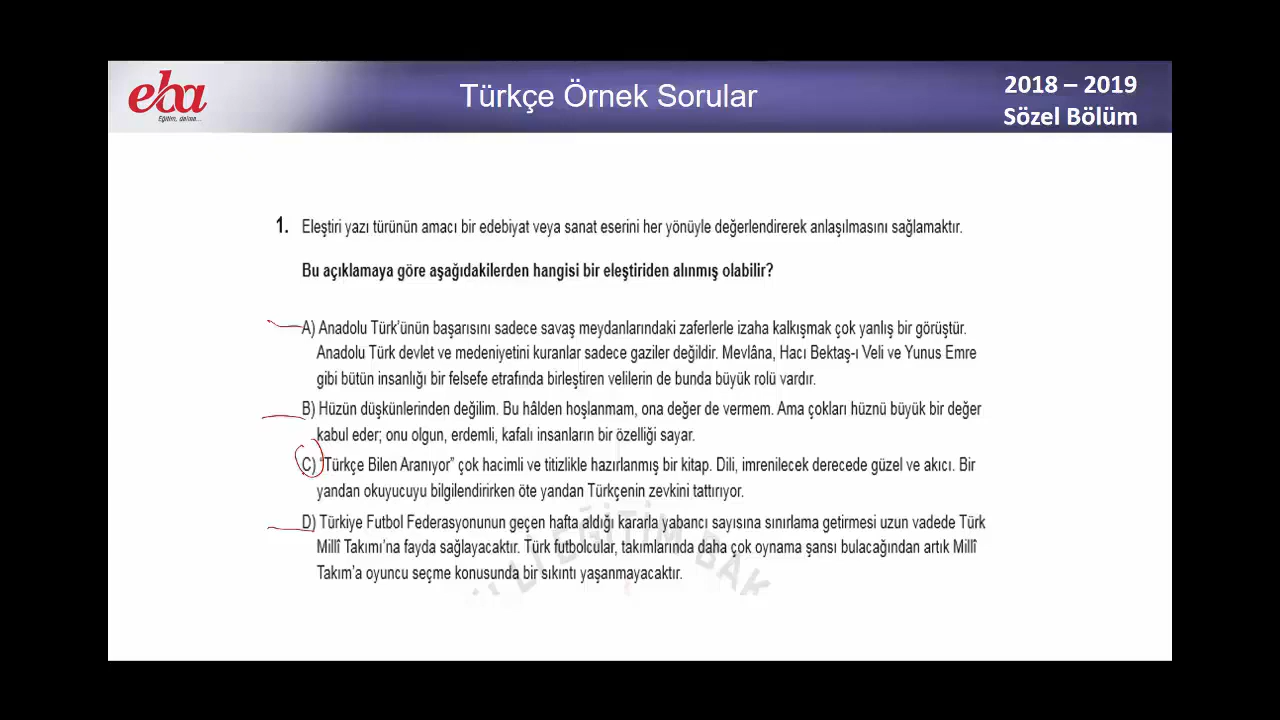 eba
Eğitim, daima...
Türkçe Örnek Sorular
2018 – 2019
Sözel Bölüm
1. Eleştiri yazı türünün amacı bir edebiyat veya sanat eserini her yönüyle değerlendirerek anlaşılmasını sağlamaktır.
Bu açıklamaya göre aşağıdakilerden hangisi bir eleştiriden alınmış olabilir?
A) Anadolu Türk’ünün başarısını sadece savaş meydanlarındaki zaferlerle izaha kalkışmak çok yanlış bir görüştür.
Anadolu Türk devlet ve medeniyetini kuranlar sadece gaziler değildir. Mevlâna, Hacı Bektaş-ı Veli ve Yunus Emre
gibi bütün insanlığı bir felsefe etrafında birleştiren velilerin de bunda büyük rolü vardır.
B) Hüzün düşkünlerinden değilim. Bu hâlden hoşlanmam, ona değer de vermem. Ama çokları hüznü büyük bir değer
kabul eder; onu olgun, erdemli, kafalı insanların bir özelliği sayar.
C) “Türkçe Bilen Aranıyor” çok hacimli ve titizlikle hazırlanmış bir kitap. Dili, imrenilecek derecede güzel ve akıcı. Bir
yandan okuyucuyu bilgilendirirken öte yandan Türkçenin zevkini tattırıyor.
D) Türkiye Futbol Federasyonunun geçen hafta aldığı kararla yabancı sayısına sınırlama getirmesi uzun vadede Türk
Millî Takımı’na fayda sağlayacaktır. Türk futbolcular, takımlarında daha çok oynama şansı bulacağından artık Millî
Takım’a oyuncu seçme konusunda bir sıkıntı yaşanmayacaktır.
EĞİTİM BAK